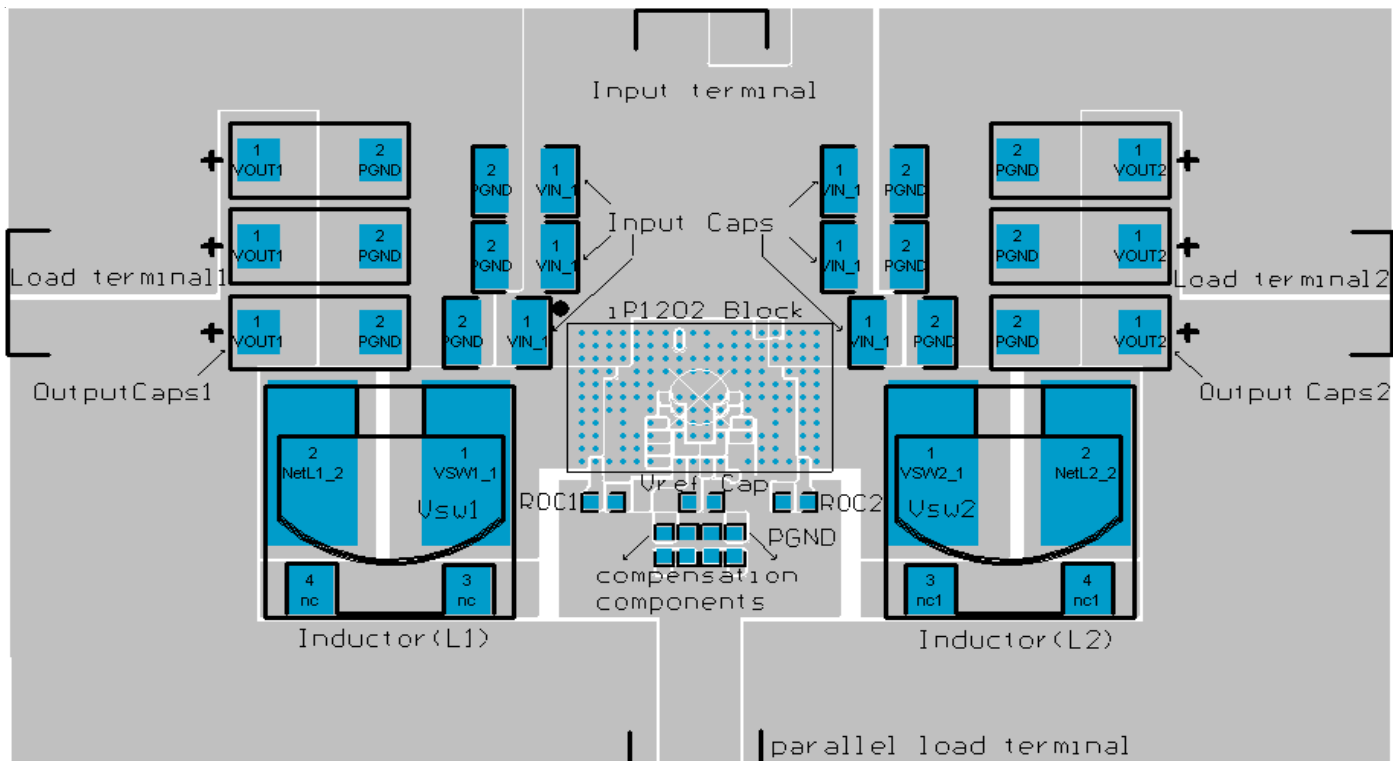 Input terminal
1 VOUT1 2 PGND
2 PGND 1 VIN_1
1 VIN_1 2 PGND
2 PGND 1 VOUT2
Input Caps
1 VOUT1 2 PGND
2 PGND 1 VIN_1
1 VIN_1 2 PGND
2 PGND 1 VOUT2
Load terminal1
Load terminal2
iP1202 Block
1 VOUT1 2 PGND
2 PGND 1 VIN_1
1 VIN_1 2 PGND
2 PGND 1 VOUT2
OutputCaps1
Output Caps2
2 NetL1_2
1 VSW1_1
Vsw1
1 VSW2_1
Vsw2
2 NetL2_2
Vref Cap
ROC1
ROC2
PGND
compensation
components
4 nc
3 nc
3 nc1
4 nc1
Inductor(L1)
Inductor(L2)
parallel load terminal